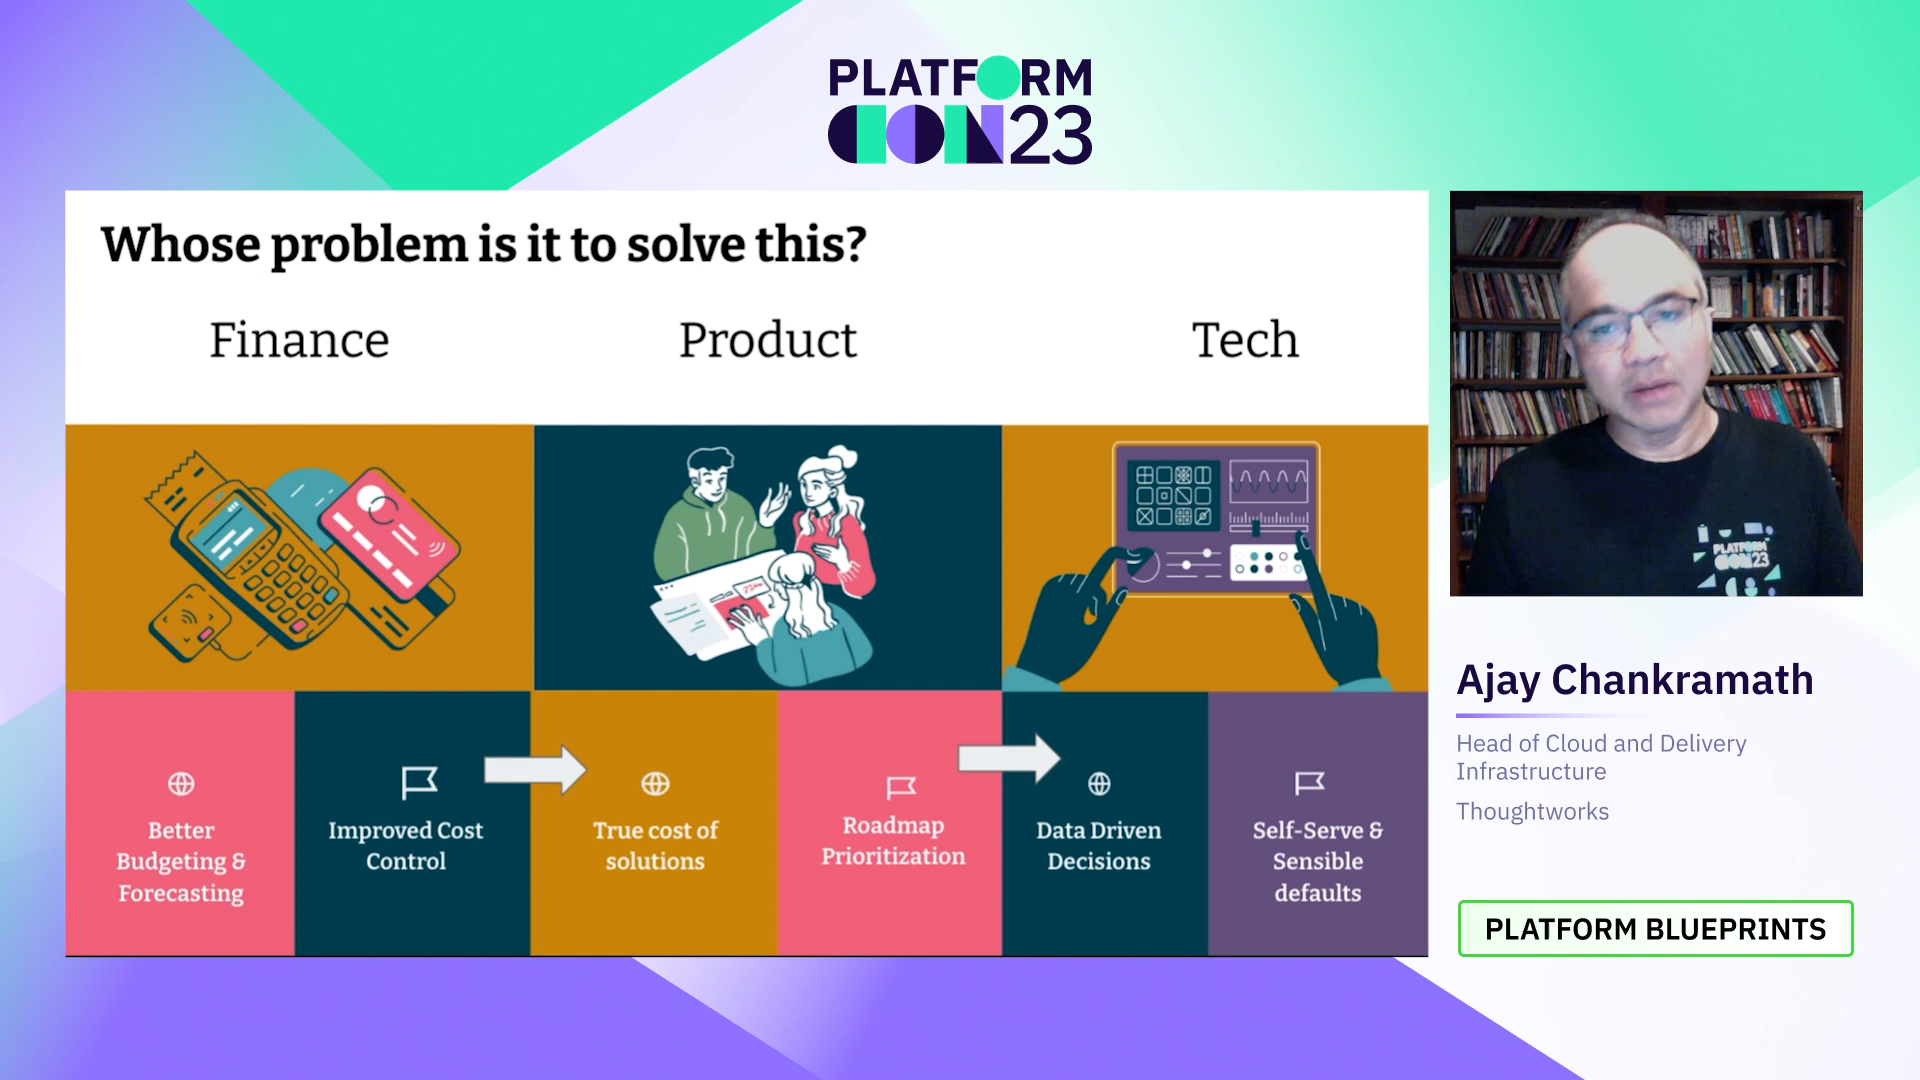 PLATFORM
CON23
Whose problem is it to solve this?
Finance
Product
Tech
Better
Budgeting &
Forecasting
Improved Cost
Control
True cost of
solutions
Roadmap
Prioritization
Data Driven
Decisions
Self-Serve &
Sensible
defaults
PLATFORM
CON23
Ajay Chankramath
Head of Cloud and Delivery
Infrastructure
Thoughtworks
PLATFORM BLUEPRINTS